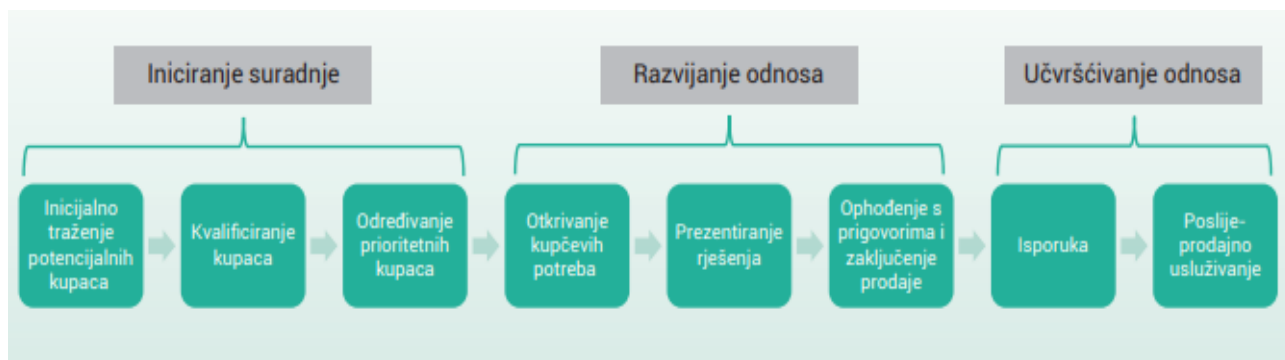 Iniciranje suradnje
Razvijanje odnosa
Učvršćivanje odnosa
Inicijalno
traženje
potencijalnih
kupaca
Kvalificiranje
kupaca
Određivanje
prioritetnih
kupaca
Otkrivanje
kupčevih
potreba
Prezentiranje
rješenja
Ophođenje s
prigovorima i
zaključenje
prodaje
Isporuka
Poslije-
prodajno
usluživanje